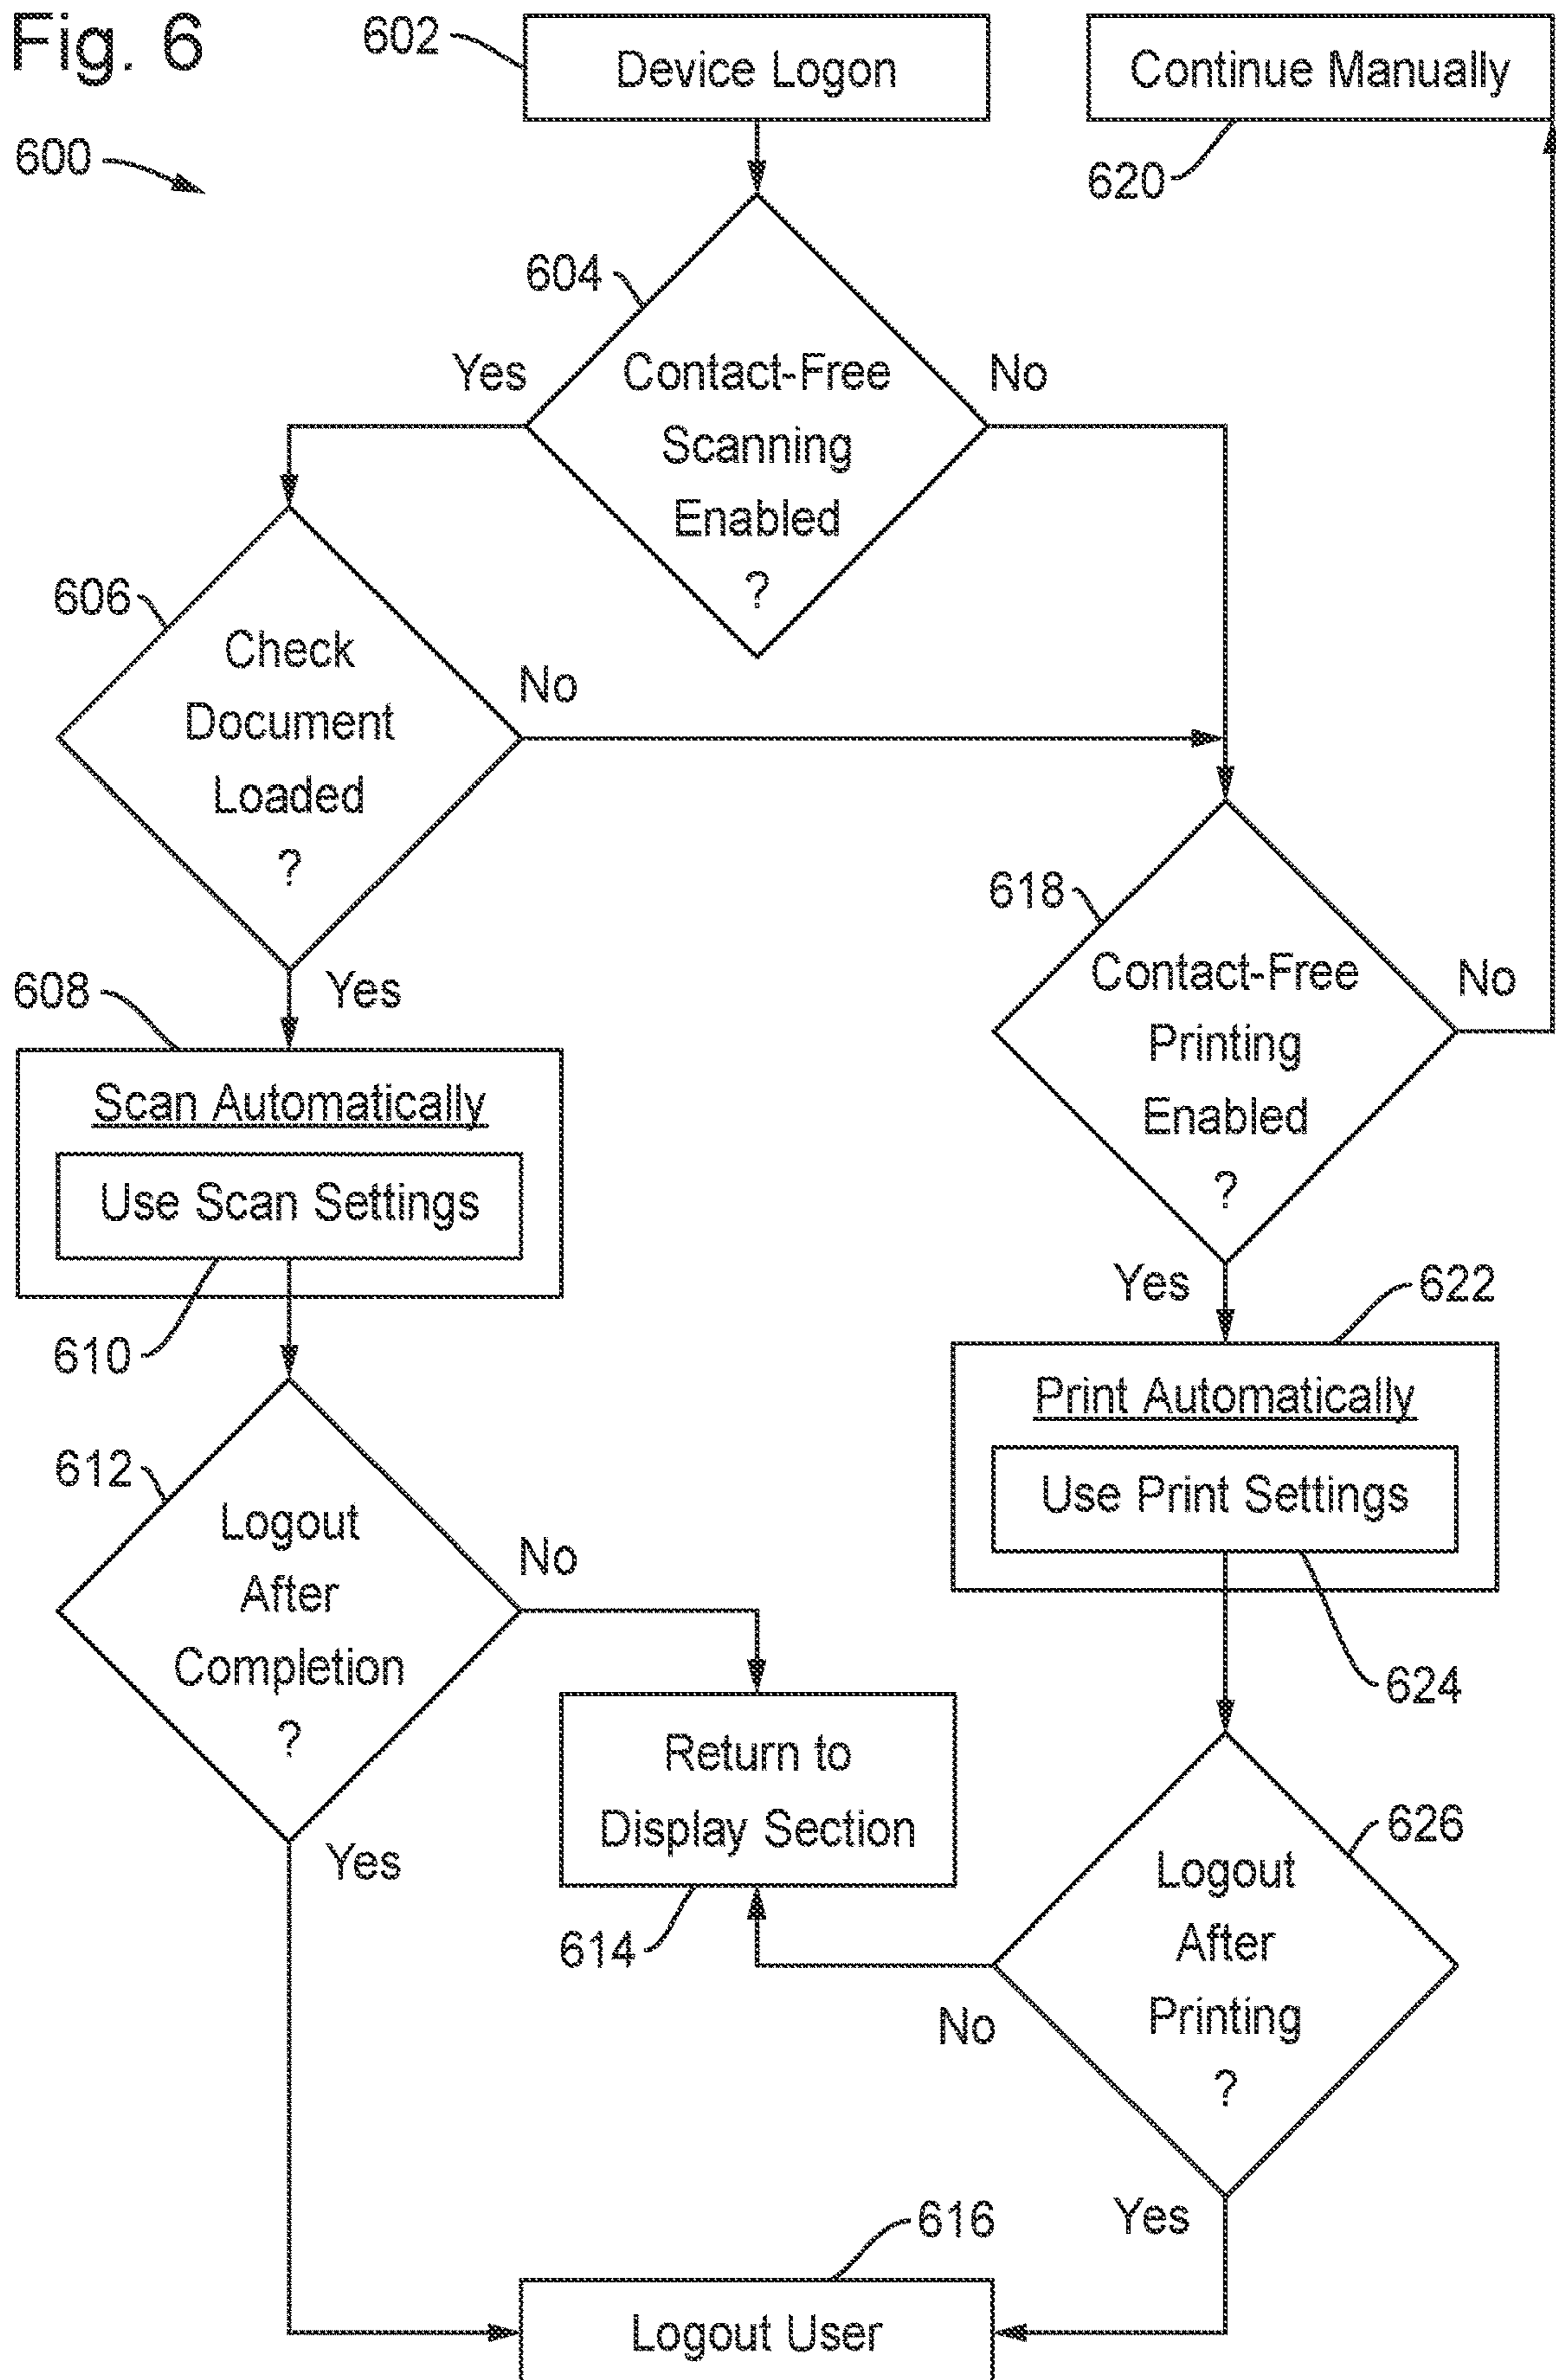 Fig. 6
602
Device Logon
Continue Manually
600
620
604
Yes
Contact-Free
Scanning
Enabled
?
No
606
Check
Document
Loaded
?
No
618
Contact-Free
Printing
Enabled
?
No
608
Yes
Scan Automatically
Use Scan Settings
610
Yes
622
Print Automatically
Use Print Settings
624
612
Logout
After
Completion
?
No
Yes
Return to
Display Section
614
626
Logout
After
Printing
?
No
Yes
616
Logout User